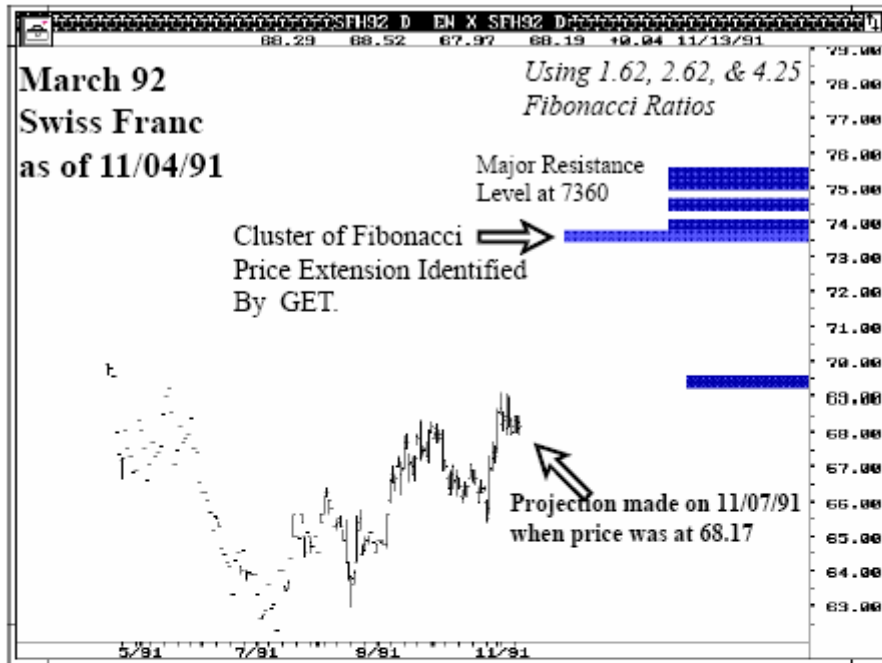 SFH92 D EN X SFH92 D
68.29 68.52 67.97 68.19 +0.04 11/13/91
March 92
Swiss Franc
as of 11/04/91
Using 1.62, 2.62, & 4.25
Fibonacci Ratios
Major Resistance
Level at 7360
Cluster of Fibonacci
Price Extension Identified
By GET.
Projection made on 11/07/91
when price was at 68.17
79.00
78.00
77.00
76.00
75.00
74.00
73.00
72.00
71.00
70.00
69.00
68.00
67.00
66.00
65.00
64.00
63.00
5/91 7/91 9/91 11/91